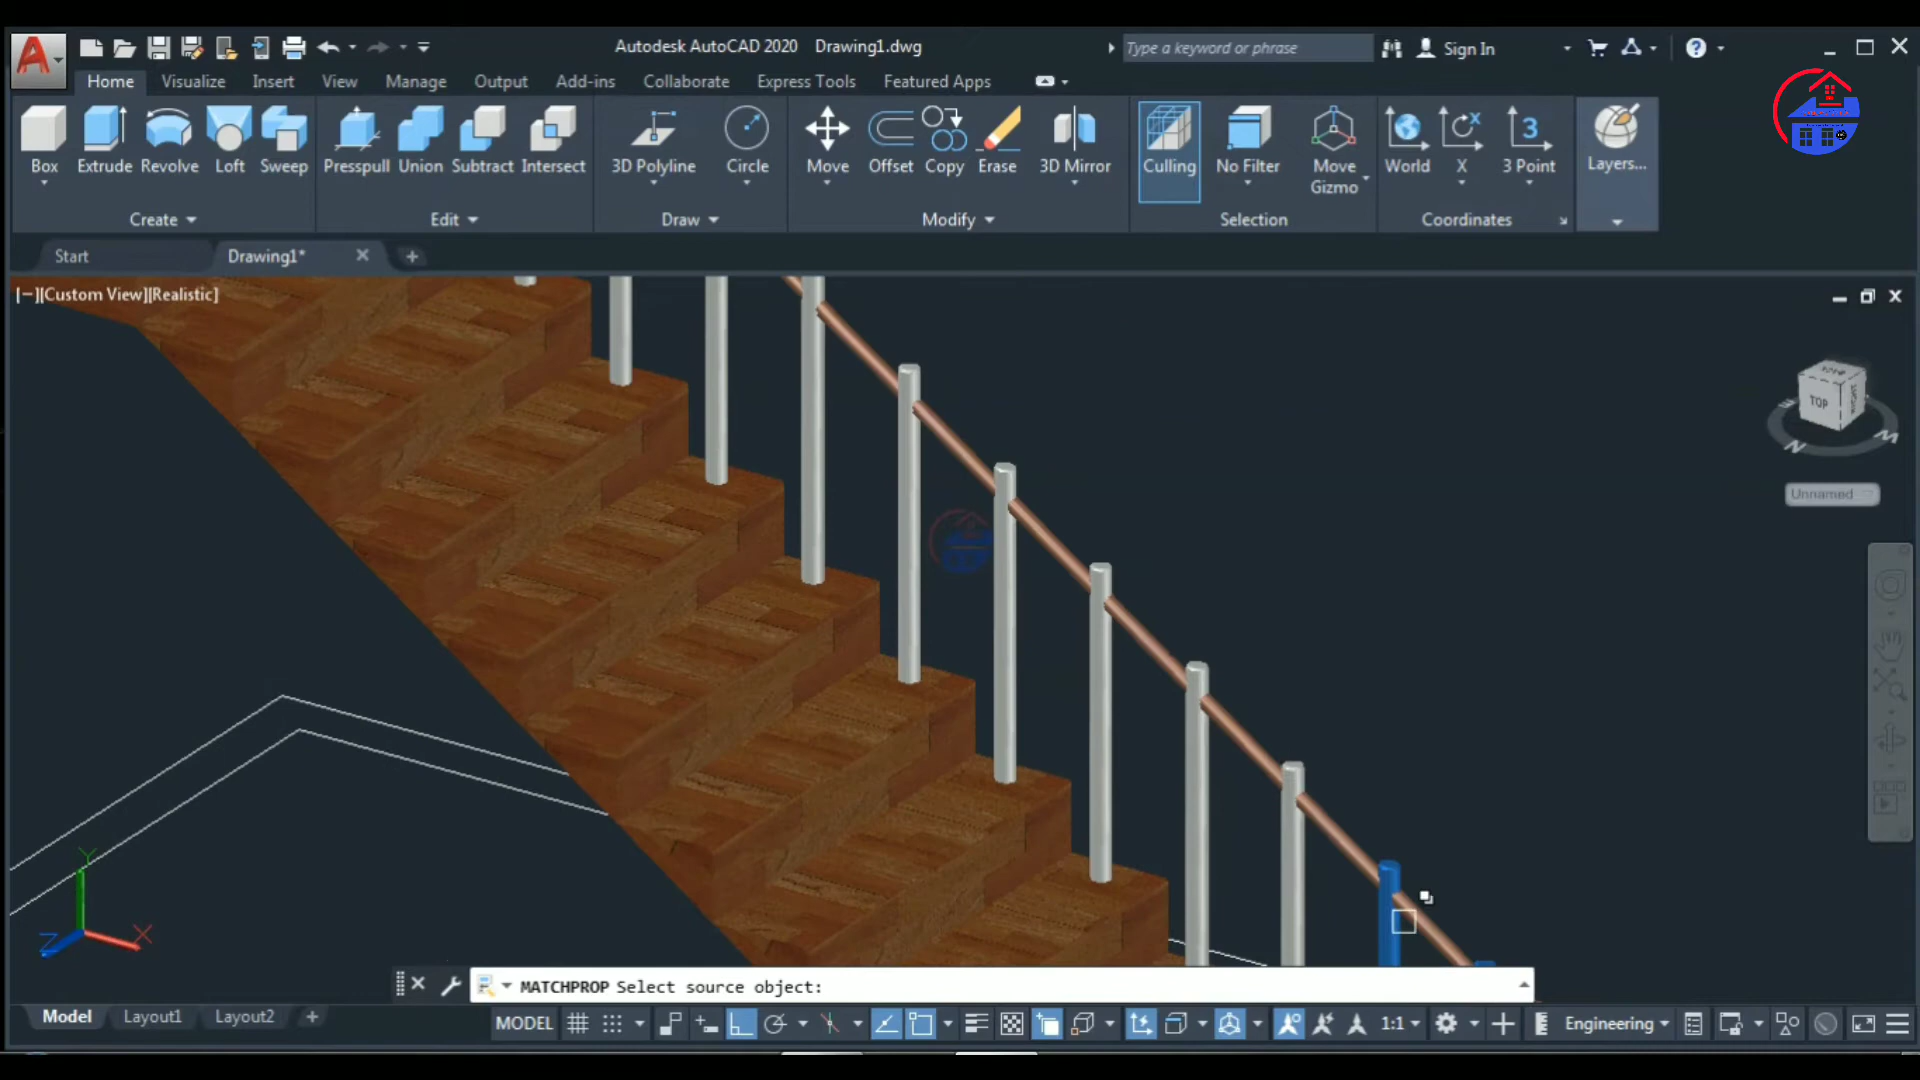 Autodesk AutoCAD 2020 Drawing1.dwg
Type a keyword or phrase
Sign In
Home Visualize Insert View Manage Output Add-ins Collaborate Express Tools Featured Apps
Box Extrude Revolve Loft Sweep Presspull Union Subtract Intersect 3D Polyline Circle Move Offset Copy Erase 3D Mirror Culling No Filter Move Gizmo World X 3 Point Layers...
Create Edit Draw Modify Selection Coordinates
Start Drawing1*
[−][Custom View][Realistic]
TOP
N
Unnamed
Y
X
Z
MATCHPROP Select source object:
Model Layout1 Layout2
MODEL 1:1 Engineering